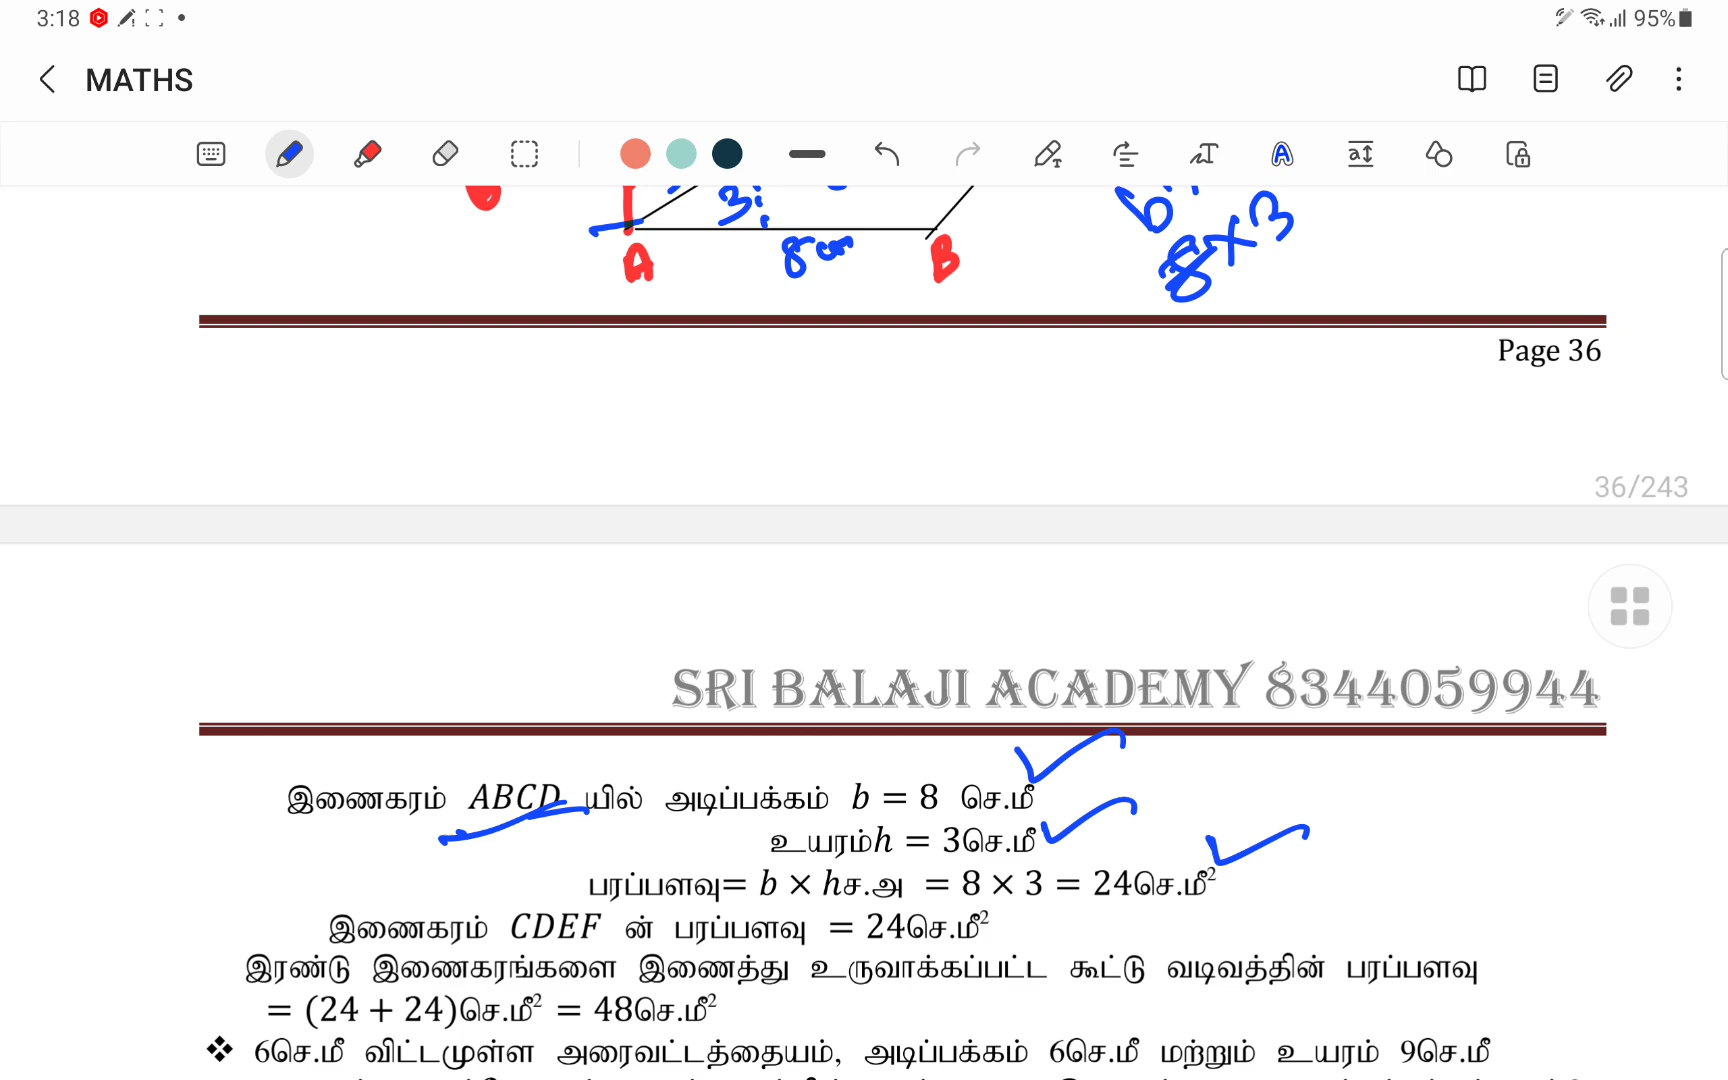 3:18 95%
MATHS
3
8 cm
A
B
b
8×3
Page 36
36/243
SRI BALAJI ACADEMY 8344059944
இணைகரம் ABCD யில் அடிப்பக்கம் b = 8 செ.மீ
உயரம்h = 3செ.மீ
பரப்பளவு= b × hச.அ = 8 × 3 = 24செ.மீ²
இணைகரம் CDEF ன் பரப்பளவு = 24செ.மீ²
இரண்டு இணைகரங்களை இணைத்து உருவாக்கப்பட்ட கூட்டு வடிவத்தின் பரப்பளவு
= (24 + 24)செ.மீ² = 48செ.மீ²
❖ 6செ.மீ விட்டமுள்ள அரைவட்டத்தையம், அடிப்பக்கம் 6செ.மீ மற்றும் உயரம் 9செ.மீ